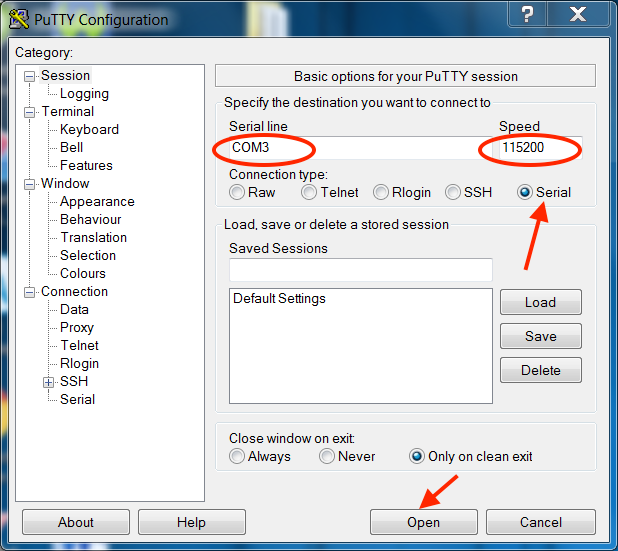 PuTTY Configuration
?
X
Category:
Session
Logging
Terminal
Keyboard
Bell
Features
Window
Appearance
Behaviour
Translation
Selection
Colours
Connection
Data
Proxy
Telnet
Rlogin
SSH
Serial
Basic options for your PuTTY session
Specify the destination you want to connect to
Serial line Speed
COM3 115200
Connection type:
Raw Telnet Rlogin SSH Serial
Load, save or delete a stored session
Saved Sessions
Default Settings
Load
Save
Delete
Close window on exit:
Always Never Only on clean exit
About Help Open Cancel